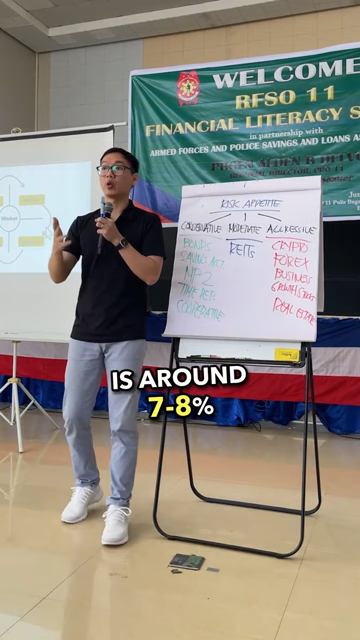 WELCOME
RFSO 11
FINANCIAL LITERACY S
in partnership with
ARMED FORCES AND POLICE SAVINGS AND LOANS A
RISK APPETITE
CONSERVATIVE MODERATE AGGRESSIVE
BONDS REITs CRYPTO
SAVINGS ACT FOREX
MP2 BUSINESS
TIME DEP. GROWTH STOCKS
COOPERATIVE REAL ESTATE
IS AROUND
7-8%